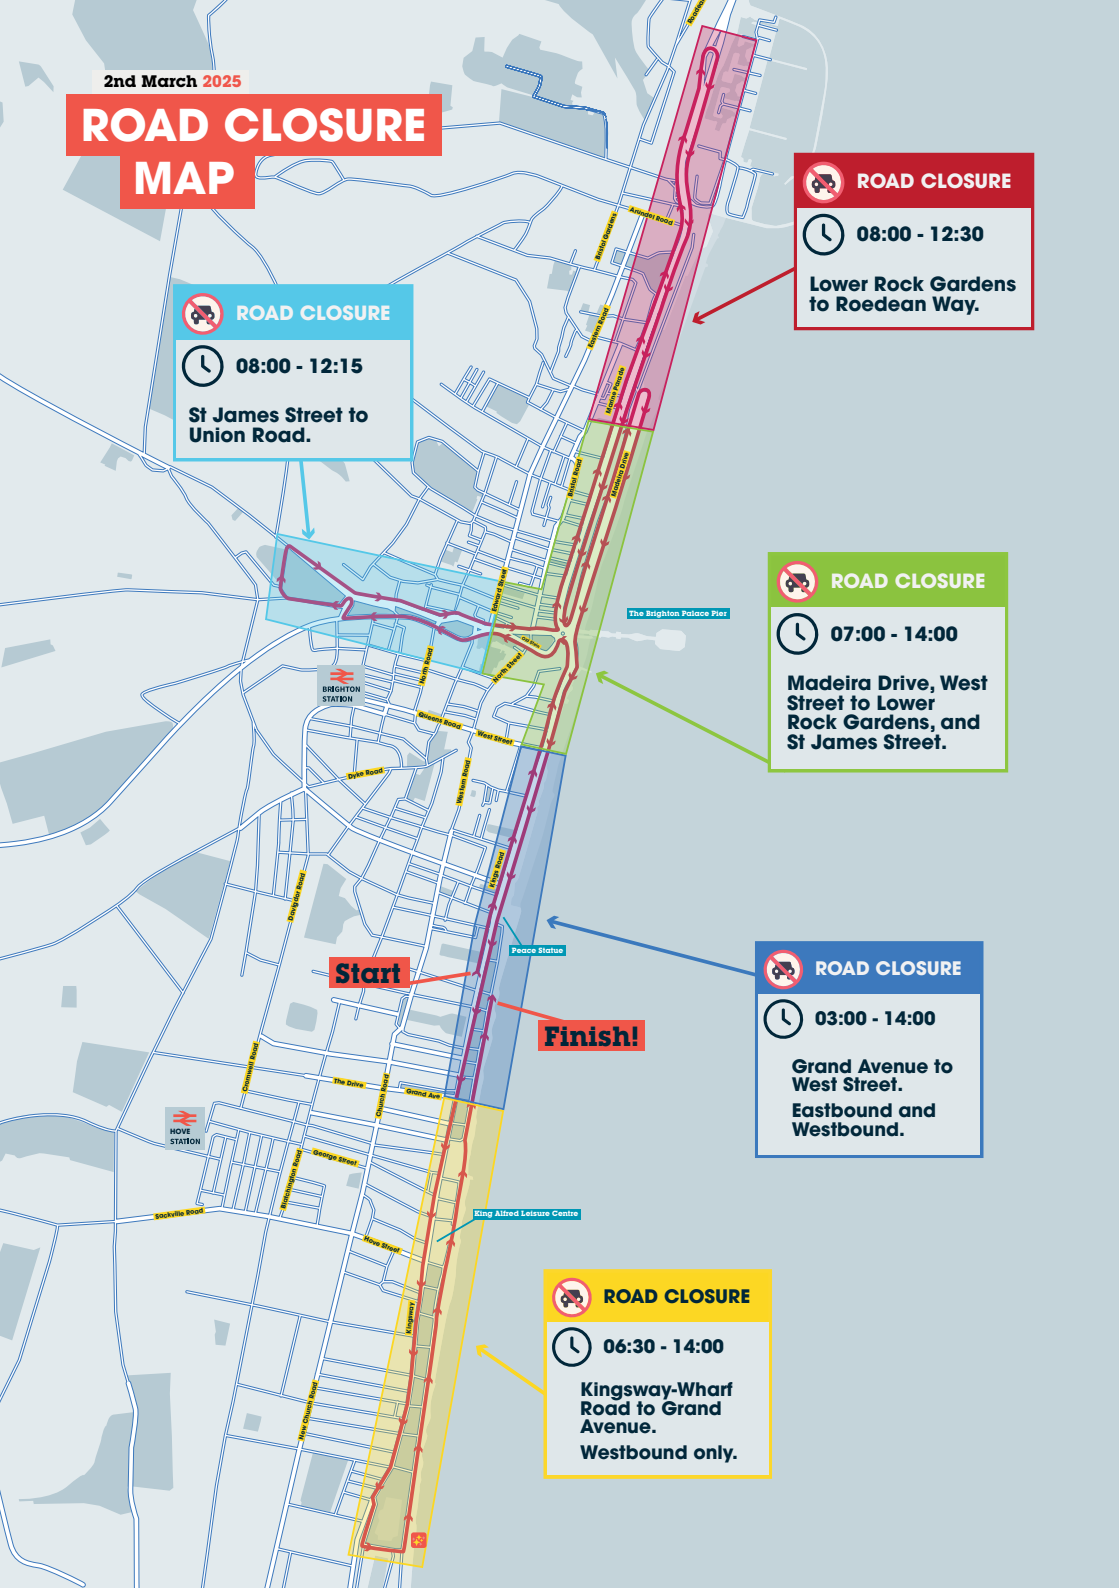 Roedean
2nd March 2025
ROAD CLOSURE
MAP
ROAD CLOSURE
08:00 - 12:30
Lower Rock Gardens
to Roedean Way.
Arundel Road
Bristol Gardens
Eastern Road
Marine Parade
ROAD CLOSURE
08:00 - 12:15
St James Street to
Union Road.
Bristol Road
Madeira Drive
Edward Street
The Brighton Palace Pier
Old Steine
North Street
North Road
BRIGHTON
STATION
Queens Road
West Street
Dyke Road
Western Road
ROAD CLOSURE
07:00 - 14:00
Madeira Drive, West
Street to Lower
Rock Gardens, and
St James Street.
Kings Road
Davigdor Road
Peace Statue
Start
Finish!
ROAD CLOSURE
03:00 - 14:00
Grand Avenue to
West Street.
Eastbound and
Westbound.
Cromwell Road
The Drive
Church Road
Grand Ave
HOVE
STATION
George Street
Blatchington Road
Sackville Road
Hove Street
King Alfred Leisure Centre
Kingsway
New Church Road
ROAD CLOSURE
06:30 - 14:00
Kingsway-Wharf
Road to Grand
Avenue.
Westbound only.